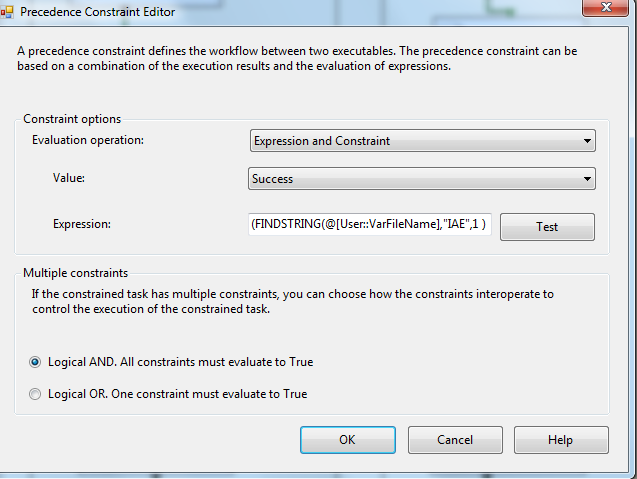 Precedence Constraint Editor
A precedence constraint defines the workflow between two executables. The precedence constraint can be
based on a combination of the execution results and the evaluation of expressions.
Constraint options
Evaluation operation:
Expression and Constraint
Value:
Success
Expression:
(FINDSTRING(@[User::VarFileName],"IAE",1 )
Test
Multiple constraints
If the constrained task has multiple constraints, you can choose how the constraints interoperate to
control the execution of the constrained task.
Logical AND. All constraints must evaluate to True
Logical OR. One constraint must evaluate to True
OK
Cancel
Help